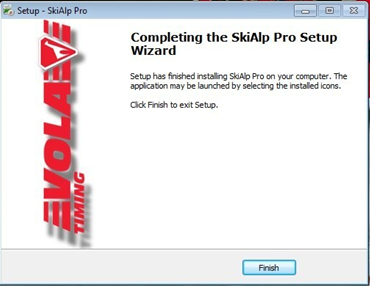 Setup - SkiAlp Pro
Completing the SkiAlp Pro Setup
Wizard
Setup has finished installing SkiAlp Pro on your computer. The
application may be launched by selecting the installed icons.
Click Finish to exit Setup.
VOLA
TIMING
Finish